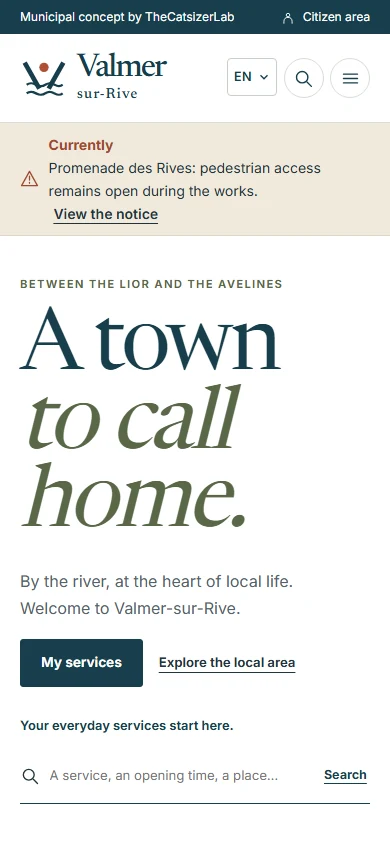 Municipal concept by TheCatsizerLab
Citizen area
Valmer
sur-Rive
EN
Currently
Promenade des Rives: pedestrian access
remains open during the works.
View the notice
BETWEEN THE LIOR AND THE AVELINES
A town
to call
home.
By the river, at the heart of local life.
Welcome to Valmer-sur-Rive.
My services
Explore the local area
Your everyday services start here.
A service, an opening time, a place...
Search